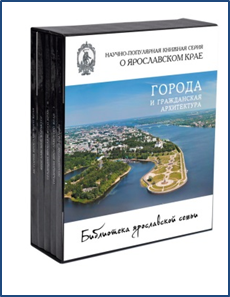 НАУЧНО-ПОПУЛЯРНАЯ КНИЖНАЯ СЕРИЯ
О ЯРОСЛАВСКОМ КРАЕ
ГОРОДА
И ГРАЖДАНСКАЯ
АРХИТЕКТУРА
Библиотека ярославской семьи